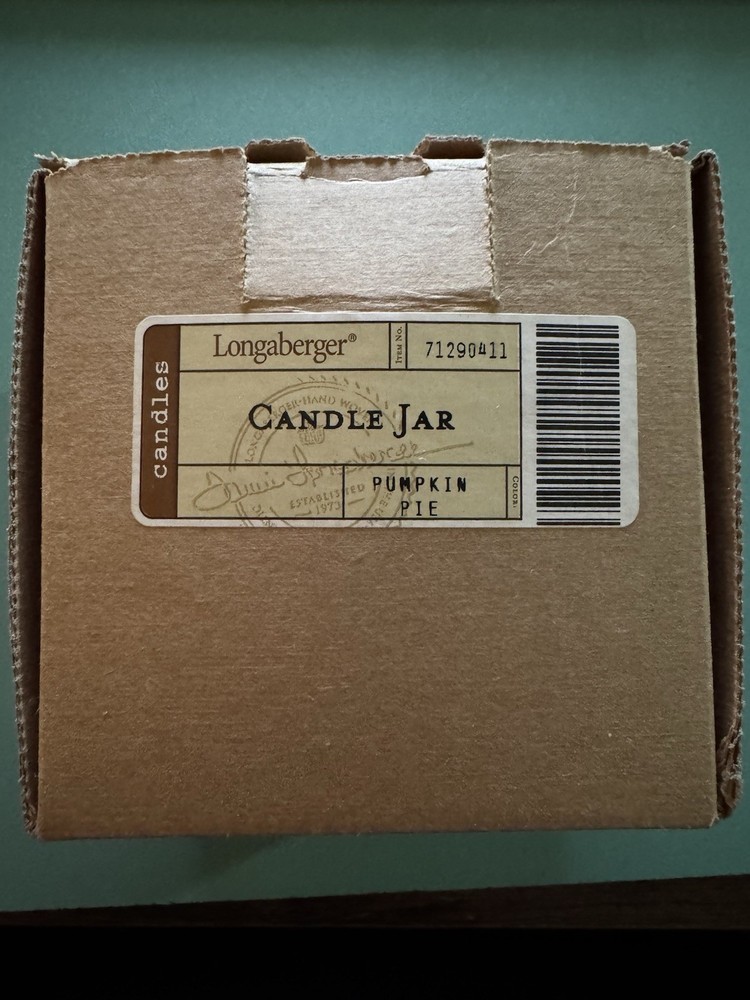 candles
Longaberger®
Item No.
71290411
Candle Jar
ESTABLISHED
1973
PUMPKIN
PIE
Color: